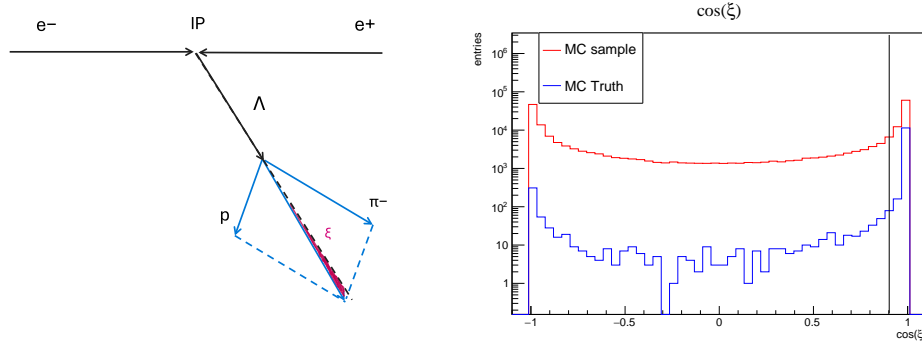 e− IP e+
Λ
p
π−
ξ
cos(ξ)
entries
MC sample
MC Truth
10⁶
10⁵
10⁴
10³
10²
10
1
−1 −0.5 0 0.5 1
cos(ξ